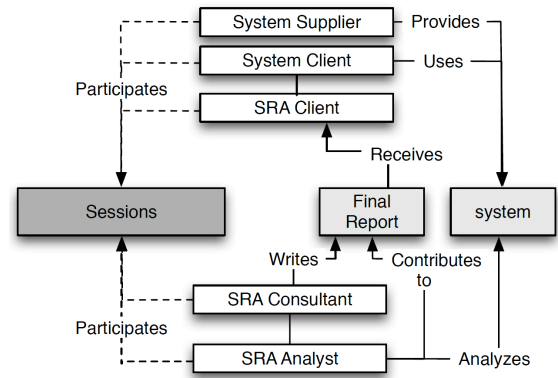 System Supplier
Provides
System Client
Uses
Participates
SRA Client
Receives
Sessions
Final
Report
system
Writes
Contributes
to
SRA Consultant
Participates
SRA Analyst
Analyzes